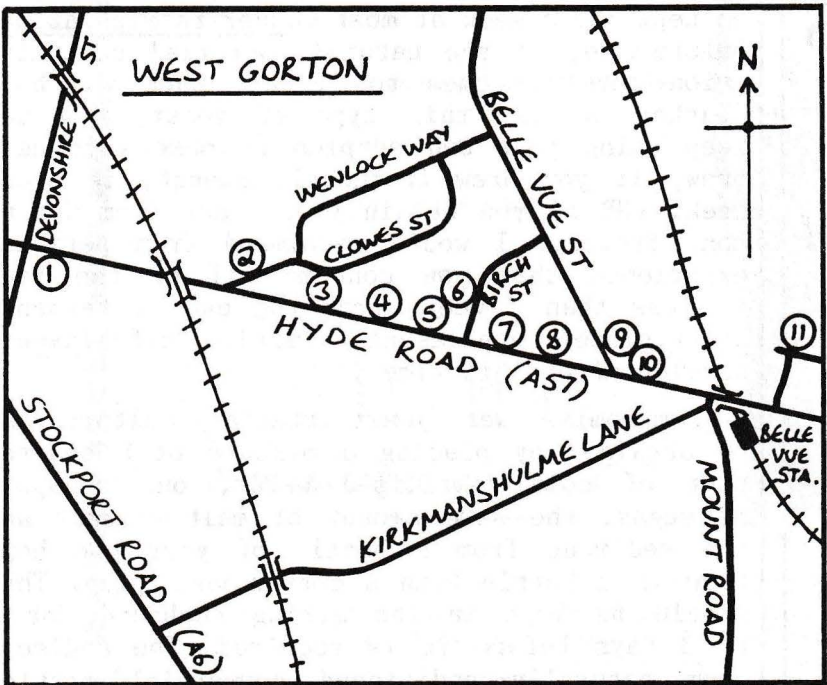 WEST GORTON
N
DEVONSHIRE
S.
BELLE VUE ST
WENLOCK WAY
CLOWES ST
BIRCH
ST
1
2
3
4
5
6
7
8
9
10
11
HYDE ROAD (A57)
STOCKPORT ROAD
(A6)
KIRKMANSHULME LANE
MOUNT ROAD
BELLE
VUE
STA.